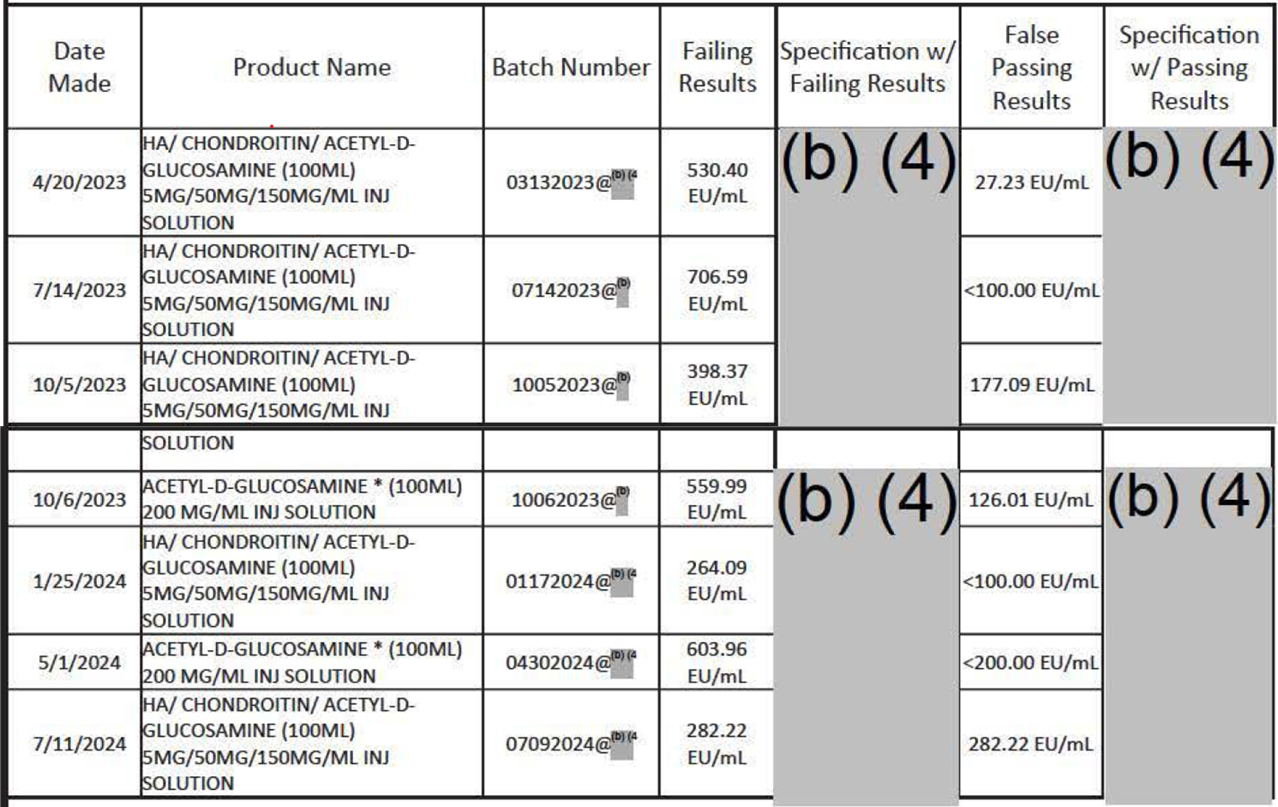 Date Made
Product Name
Batch Number
Failing Results
Specification w/ Failing Results
False Passing Results
Specification w/ Passing Results
4/20/2023
HA/ CHONDROITIN/ ACETYL-D-
GLUCOSAMINE (100ML)
5MG/50MG/150MG/ML INJ
SOLUTION
03132023@(b) (4
530.40
EU/mL
(b) (4)
27.23 EU/mL
(b) (4)
7/14/2023
HA/ CHONDROITIN/ ACETYL-D-
GLUCOSAMINE (100ML)
5MG/50MG/150MG/ML INJ
SOLUTION
07142023@(b)
706.59
EU/mL
<100.00 EU/mL
10/5/2023
HA/ CHONDROITIN/ ACETYL-D-
GLUCOSAMINE (100ML)
5MG/50MG/150MG/ML INJ
10052023@(b)
398.37
EU/mL
177.09 EU/mL
SOLUTION
10/6/2023
ACETYL-D-GLUCOSAMINE * (100ML)
200 MG/ML INJ SOLUTION
10062023@(b)
559.99
EU/mL
(b) (4)
126.01 EU/mL
(b) (4)
1/25/2024
HA/ CHONDROITIN/ ACETYL-D-
GLUCOSAMINE (100ML)
5MG/50MG/150MG/ML INJ
SOLUTION
01172024@(b) (4
264.09
EU/mL
<100.00 EU/mL
5/1/2024
ACETYL-D-GLUCOSAMINE * (100ML)
200 MG/ML INJ SOLUTION
04302024@(b) (4
603.96
EU/mL
<200.00 EU/mL
7/11/2024
HA/ CHONDROITIN/ ACETYL-D-
GLUCOSAMINE (100ML)
5MG/50MG/150MG/ML INJ
SOLUTION
07092024@(b) (4
282.22
EU/mL
282.22 EU/mL